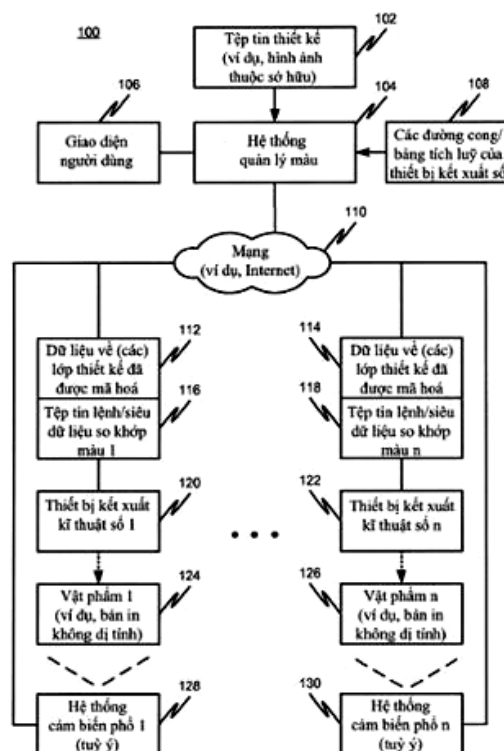 100
Tệp tin thiết kế
(ví dụ, hình ảnh
thuộc sở hữu)
102
106
104
108
Giao diện
người dùng
Hệ thống
quản lý màu
Các đường cong/
bảng tích luỹ của
thiết bị kết xuất số
110
Mạng
(ví dụ, Internet)
112
114
Dữ liệu về (các)
lớp thiết kế đã
được mã hoá
Dữ liệu về (các)
lớp thiết kế đã
được mã hoá
116
118
Tệp tin lệnh/siêu
dữ liệu so khớp
màu 1
Tệp tin lệnh/siêu
dữ liệu so khớp
màu n
120
122
Thiết bị kết xuất
kĩ thuật số 1
Thiết bị kết xuất
kĩ thuật số n
124
126
Vật phẩm 1
(ví dụ, bản in
không dị tính)
Vật phẩm n
(ví dụ, bản in
không dị tính)
128
130
Hệ thống
cảm biến phổ 1
(tuỳ ý)
Hệ thống
cảm biến phổ n
(tuỳ ý)